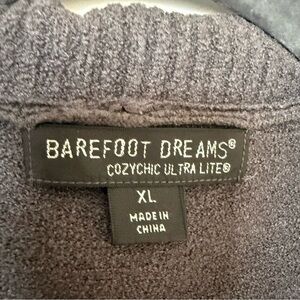 BAREFOOT DREAMS®
COZYCHIC ULTRA LITE®
XL
MADE IN
CHINA